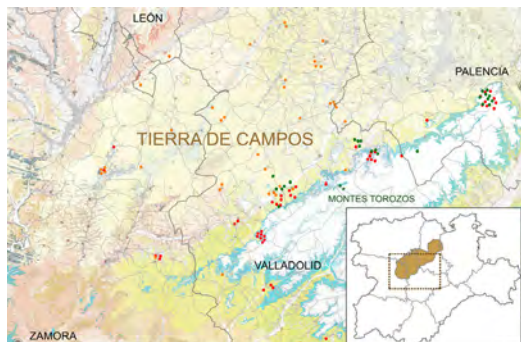 LEÓN
PALENCIA
TIERRA DE CAMPOS
MONTES TOROZOS
VALLADOLID
ZAMORA